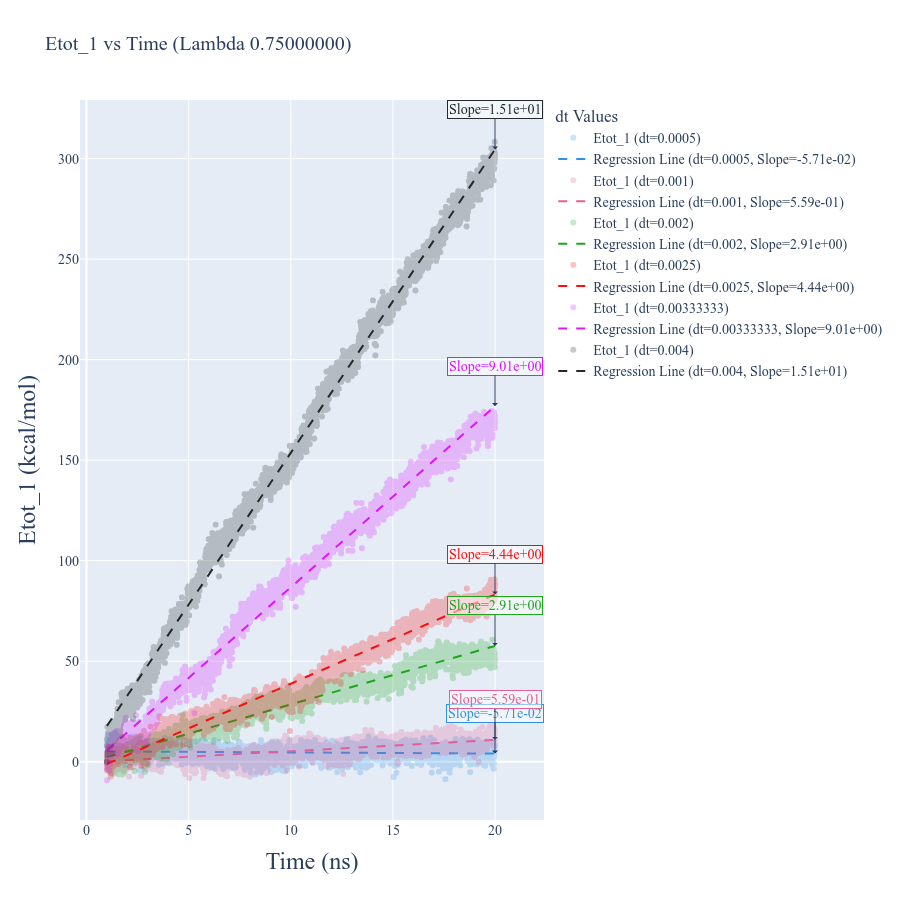 Etot_1 vs Time (Lambda 0.75000000)
Slope=1.51e+01
Slope=9.01e+00
Slope=4.44e+00
Slope=2.91e+00
Slope=5.59e-01
Slope=-5.71e-02
300
250
200
150
100
50
0
Etot_1 (kcal/mol)
0 5 10 15 20
Time (ns)
dt Values
Etot_1 (dt=0.0005)
Regression Line (dt=0.0005, Slope=-5.71e-02)
Etot_1 (dt=0.001)
Regression Line (dt=0.001, Slope=5.59e-01)
Etot_1 (dt=0.002)
Regression Line (dt=0.002, Slope=2.91e+00)
Etot_1 (dt=0.0025)
Regression Line (dt=0.0025, Slope=4.44e+00)
Etot_1 (dt=0.00333333)
Regression Line (dt=0.00333333, Slope=9.01e+00)
Etot_1 (dt=0.004)
Regression Line (dt=0.004, Slope=1.51e+01)